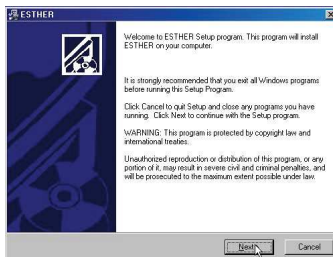 ESTHER
Welcome to ESTHER Setup program. This program will install
ESTHER on your computer.
It is strongly recommended that you exit all Windows programs
before running this Setup Program.
Click Cancel to quit Setup and close any programs you have
running. Click Next to continue with the Setup program.
WARNING: This program is protected by copyright law and
international treaties.
Unauthorized reproduction or distribution of this program, or any
portion of it, may result in severe civil and criminal penalties, and
will be prosecuted to the maximum extent possible under law.
Next
Cancel